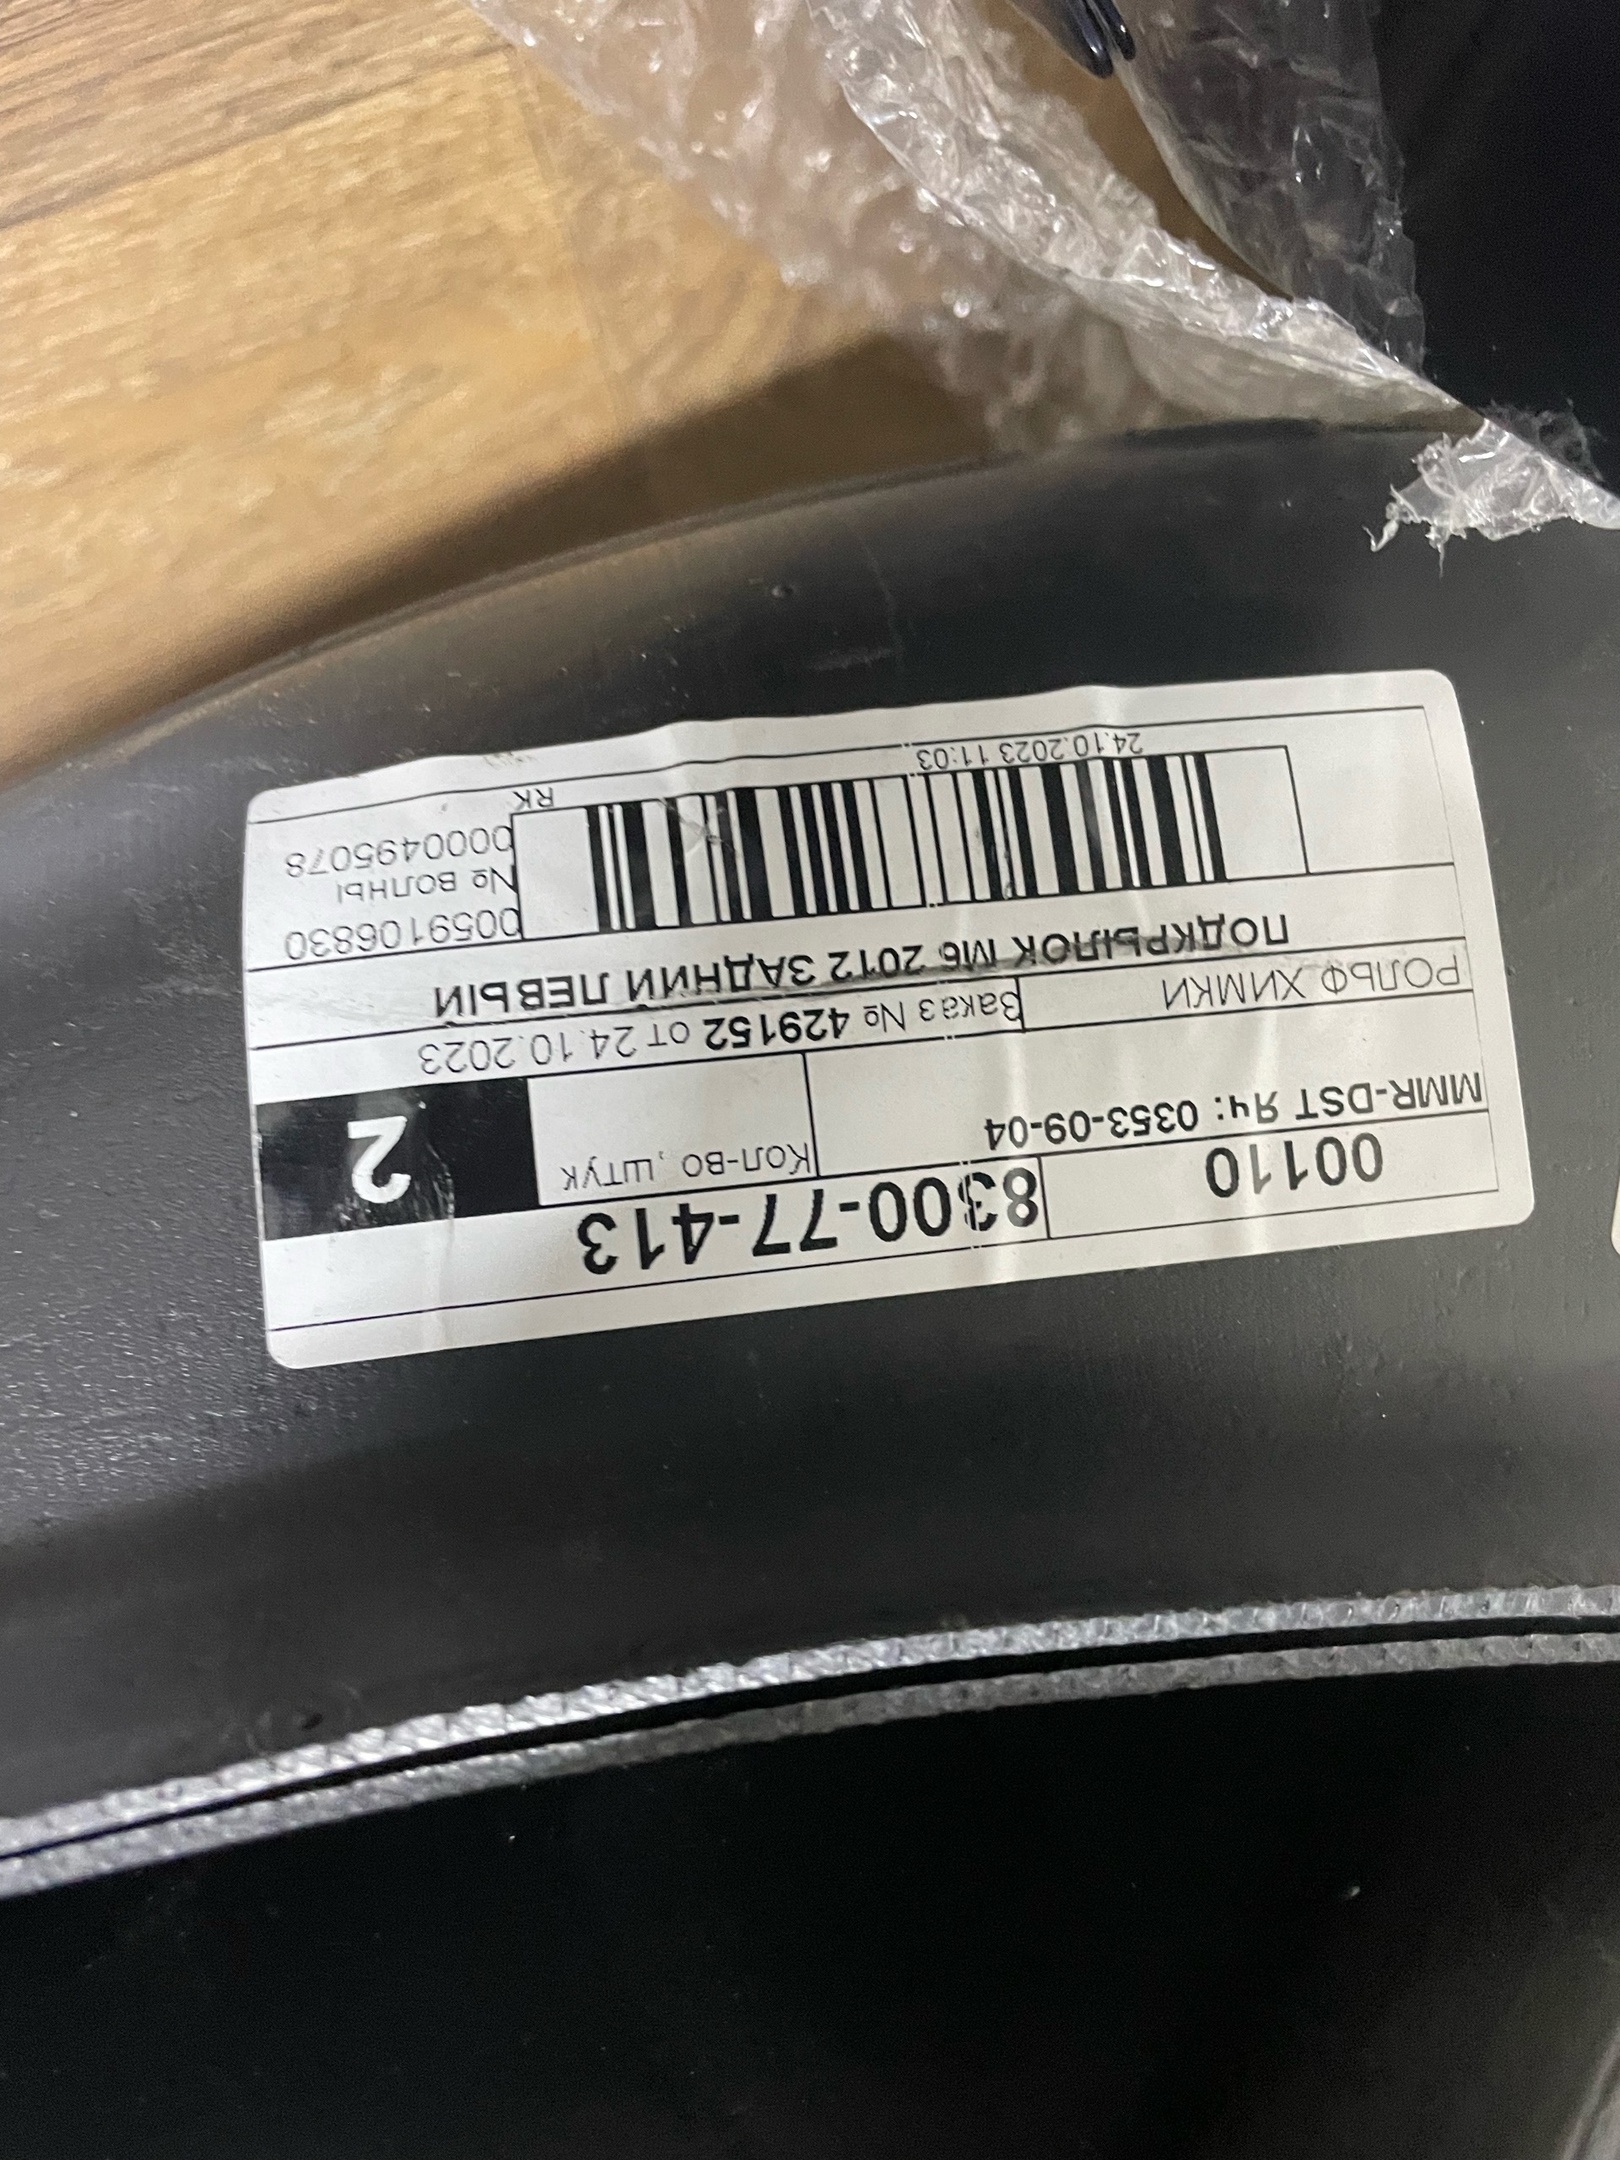 00110
8300-77-413
MMR-DST Яч: 0353-09-04
Кол-во, штук
2
РОЛЬФ ХИМКИ
Заказ № 429152 от 24.10.2023
ПОДКРЫЛОК М6 2012 ЗАДНИЙ ЛЕВЫЙ
0059106830
№ ВОЛНЫ
0000495078
24.10.2023 11:03
RK